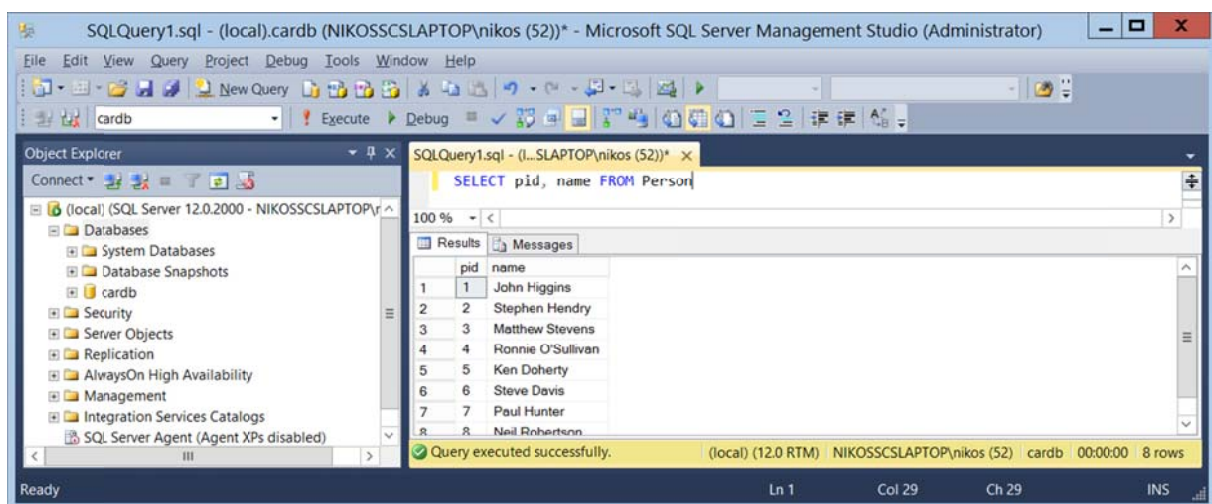 SQLQuery1.sql - (local).cardb (NIKOSSCSLAPTOP\nikos (52))* - Microsoft SQL Server Management Studio (Administrator)
File Edit View Query Project Debug Tools Window Help
New Query
cardb Execute Debug
Object Explorer
Connect
(local) (SQL Server 12.0.2000 - NIKOSSCSLAPTOP\r
Databases
System Databases
Database Snapshots
cardb
Security
Server Objects
Replication
AlwaysOn High Availability
Management
Integration Services Catalogs
SQL Server Agent (Agent XPs disabled)
SQLQuery1.sql - (l...SLAPTOP\nikos (52))*
SELECT pid, name FROM Person
100 %
Results Messages
pid name
1 1 John Higgins
2 2 Stephen Hendry
3 3 Matthew Stevens
4 4 Ronnie O'Sullivan
5 5 Ken Doherty
6 6 Steve Davis
7 7 Paul Hunter
8 8 Neil Robertson
Query executed successfully. (local) (12.0 RTM) NIKOSSCSLAPTOP\nikos (52) cardb 00:00:00 8 rows
Ready Ln 1 Col 29 Ch 29 INS